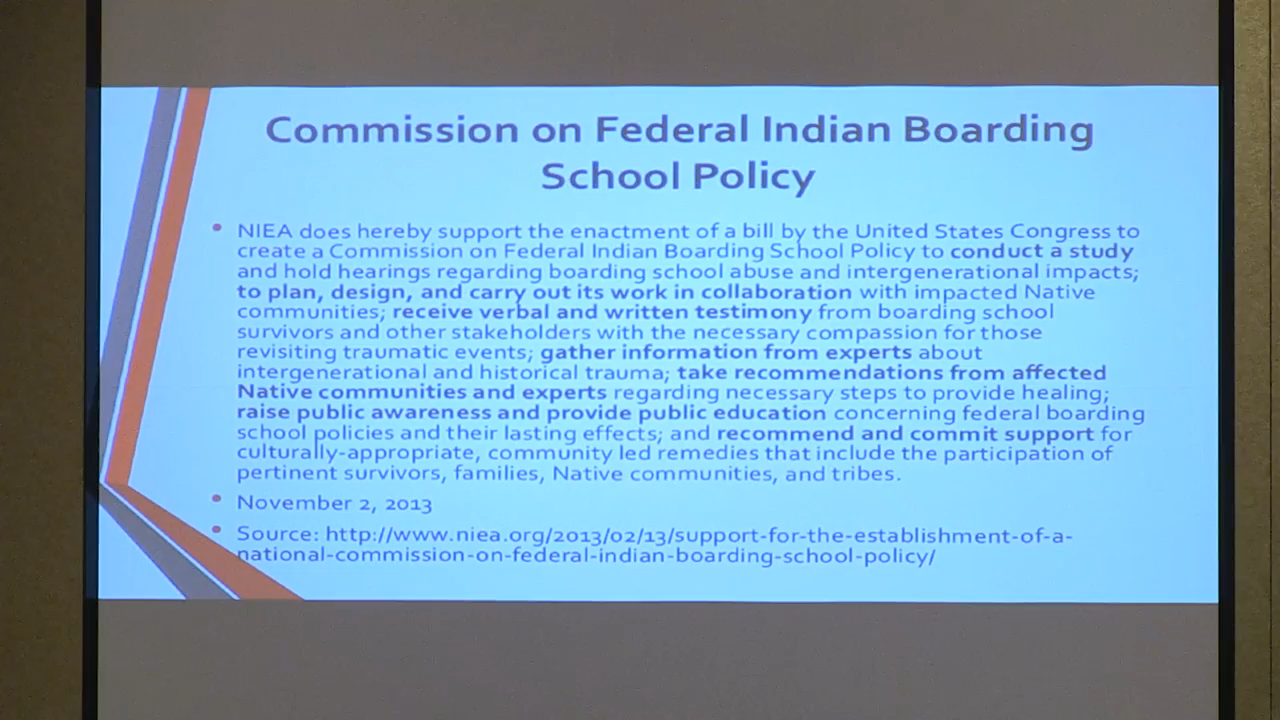 Commission on Federal Indian Boarding
School Policy
• NIEA does hereby support the enactment of a bill by the United States Congress to
create a Commission on Federal Indian Boarding School Policy to conduct a study
and hold hearings regarding boarding school abuse and intergenerational impacts;
to plan, design, and carry out its work in collaboration with impacted Native
communities; receive verbal and written testimony from boarding school
survivors and other stakeholders with the necessary compassion for those
revisiting traumatic events; gather information from experts about
intergenerational and historical trauma; take recommendations from affected
Native communities and experts regarding necessary steps to provide healing;
raise public awareness and provide public education concerning federal boarding
school policies and their lasting effects; and recommend and commit support for
culturally-appropriate, community led remedies that include the participation of
pertinent survivors, families, Native communities, and tribes.
• November 2, 2013
• Source: http://www.niea.org/2013/02/13/support-for-the-establishment-of-a-
national-commission-on-federal-indian-boarding-school-policy/